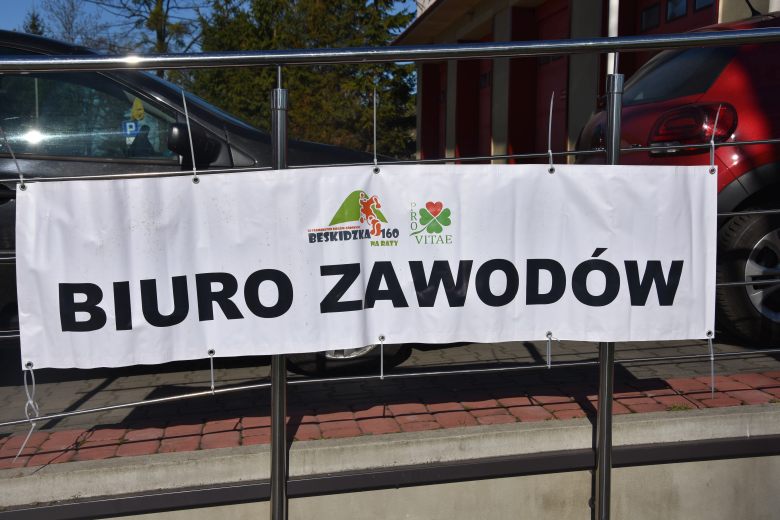 BESKIDZKA 160
NA RATY
PRO
VITAE
BIURO ZAWODÓW
P